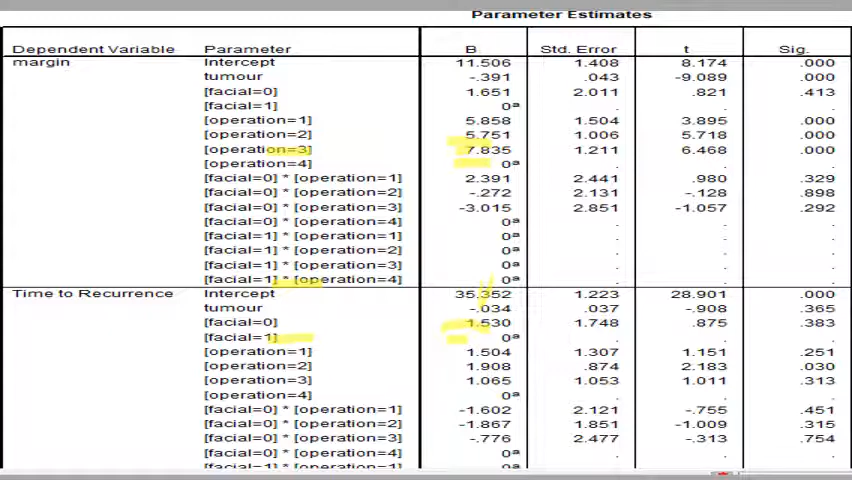 Parameter Estimates
Dependent Variable Parameter B Std. Error t Sig.
margin Intercept 11.506 1.408 8.174 .000
tumour -.391 .043 -9.089 .000
[facial=0] 1.651 2.011 .821 .413
[facial=1] 0ª . . .
[operation=1] 5.858 1.504 3.895 .000
[operation=2] 5.751 1.006 5.718 .000
[operation=3] 7.835 1.211 6.468 .000
[operation=4] 0ª . . .
[facial=0] * [operation=1] 2.391 2.441 .980 .329
[facial=0] * [operation=2] -.272 2.131 -.128 .898
[facial=0] * [operation=3] -3.015 2.851 -1.057 .292
[facial=0] * [operation=4] 0ª . . .
[facial=1] * [operation=1] 0ª . . .
[facial=1] * [operation=2] 0ª . . .
[facial=1] * [operation=3] 0ª . . .
[facial=1] * [operation=4] 0ª . . .
Time to Recurrence Intercept 35.352 1.223 28.901 .000
tumour -.034 .037 -.908 .365
[facial=0] 1.530 1.748 .875 .383
[facial=1] 0ª . . .
[operation=1] 1.504 1.307 1.151 .251
[operation=2] 1.908 .874 2.183 .030
[operation=3] 1.065 1.053 1.011 .313
[operation=4] 0ª . . .
[facial=0] * [operation=1] -1.602 2.121 -.755 .451
[facial=0] * [operation=2] -1.867 1.851 -1.009 .315
[facial=0] * [operation=3] -.776 2.477 -.313 .754
[facial=0] * [operation=4] 0ª . . .
[facial=1] * [operation=1] 0ª